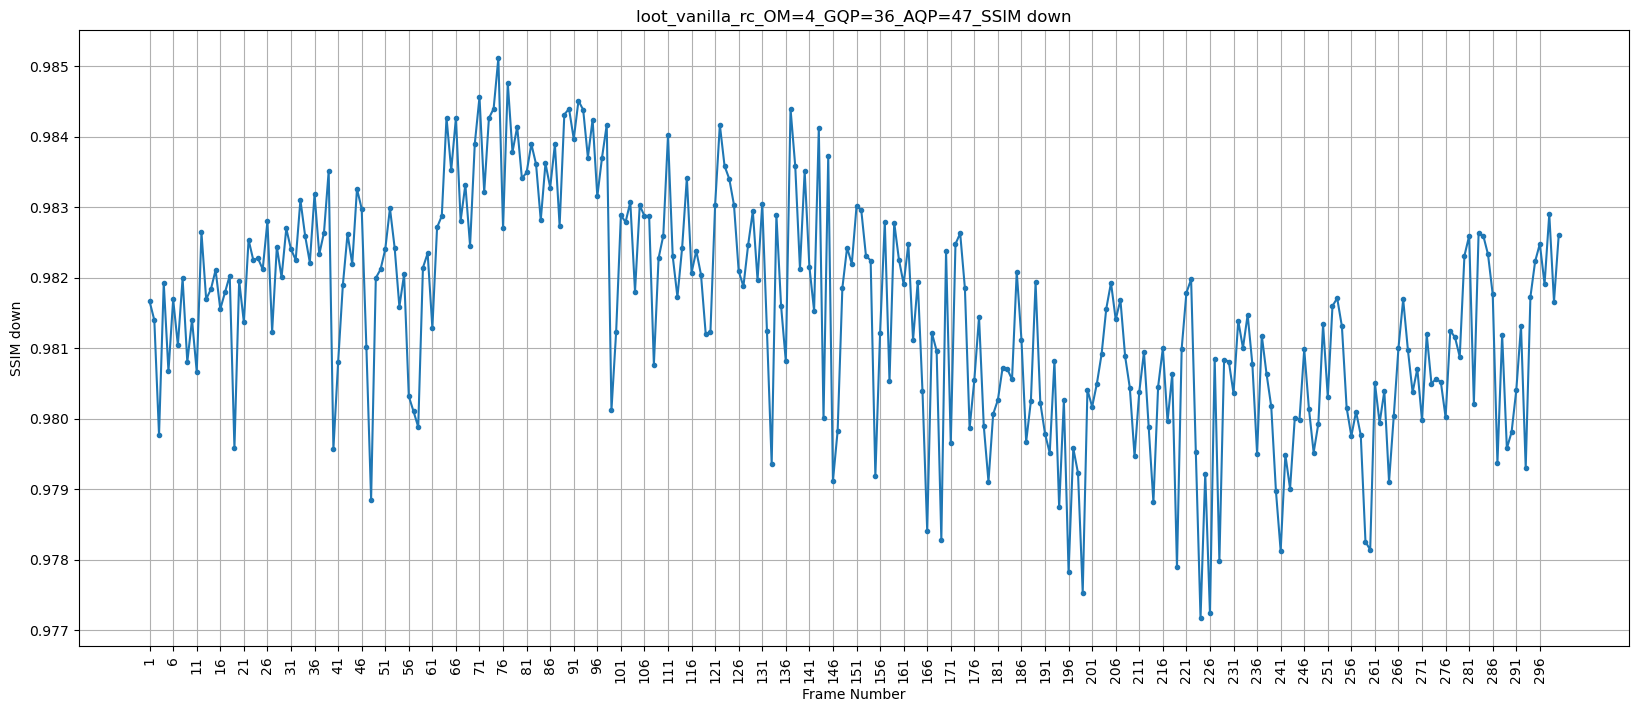 loot_vanilla_rc_OM=4_GQP=36_AQP=47_SSIM down
SSIM down
0.985
0.984
0.983
0.982
0.981
0.980
0.979
0.978
0.977
1 6 11 16 21 26 31 36 41 46 51 56 61 66 71 76 81 86 91 96 101 106 111 116 121 126 131 136 141 146 151 156 161 166 171 176 181 186 191 196 201 206 211 216 221 226 231 236 241 246 251 256 261 266 271 276 281 286 291 296
Frame Number